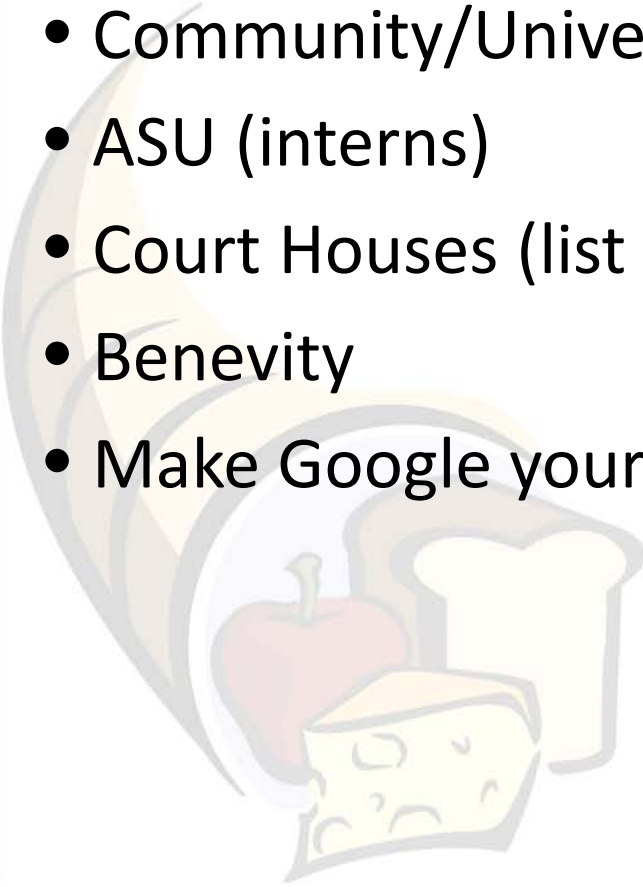 • Community/Unive
• ASU (interns)
• Court Houses (list
• Benevity
• Make Google your